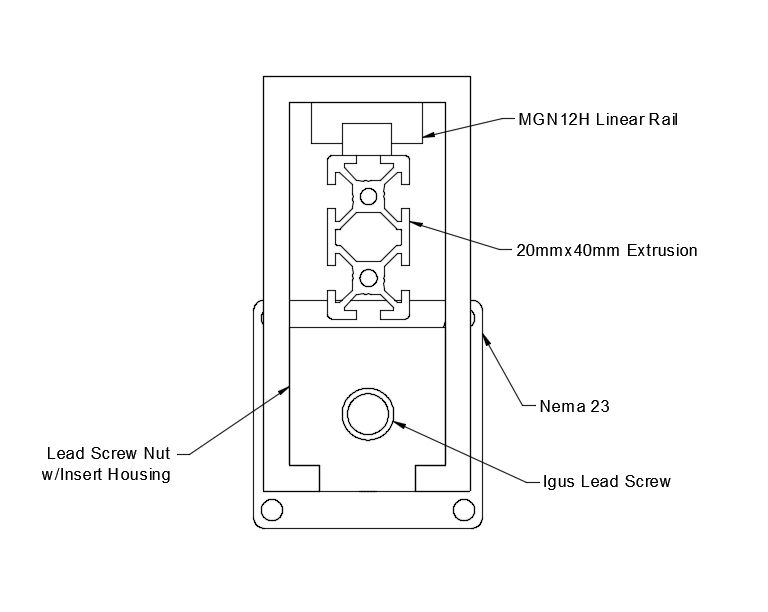 MGN12H Linear Rail
20mmx40mm Extrusion
Nema 23
Lead Screw Nut
w/Insert Housing
Igus Lead Screw